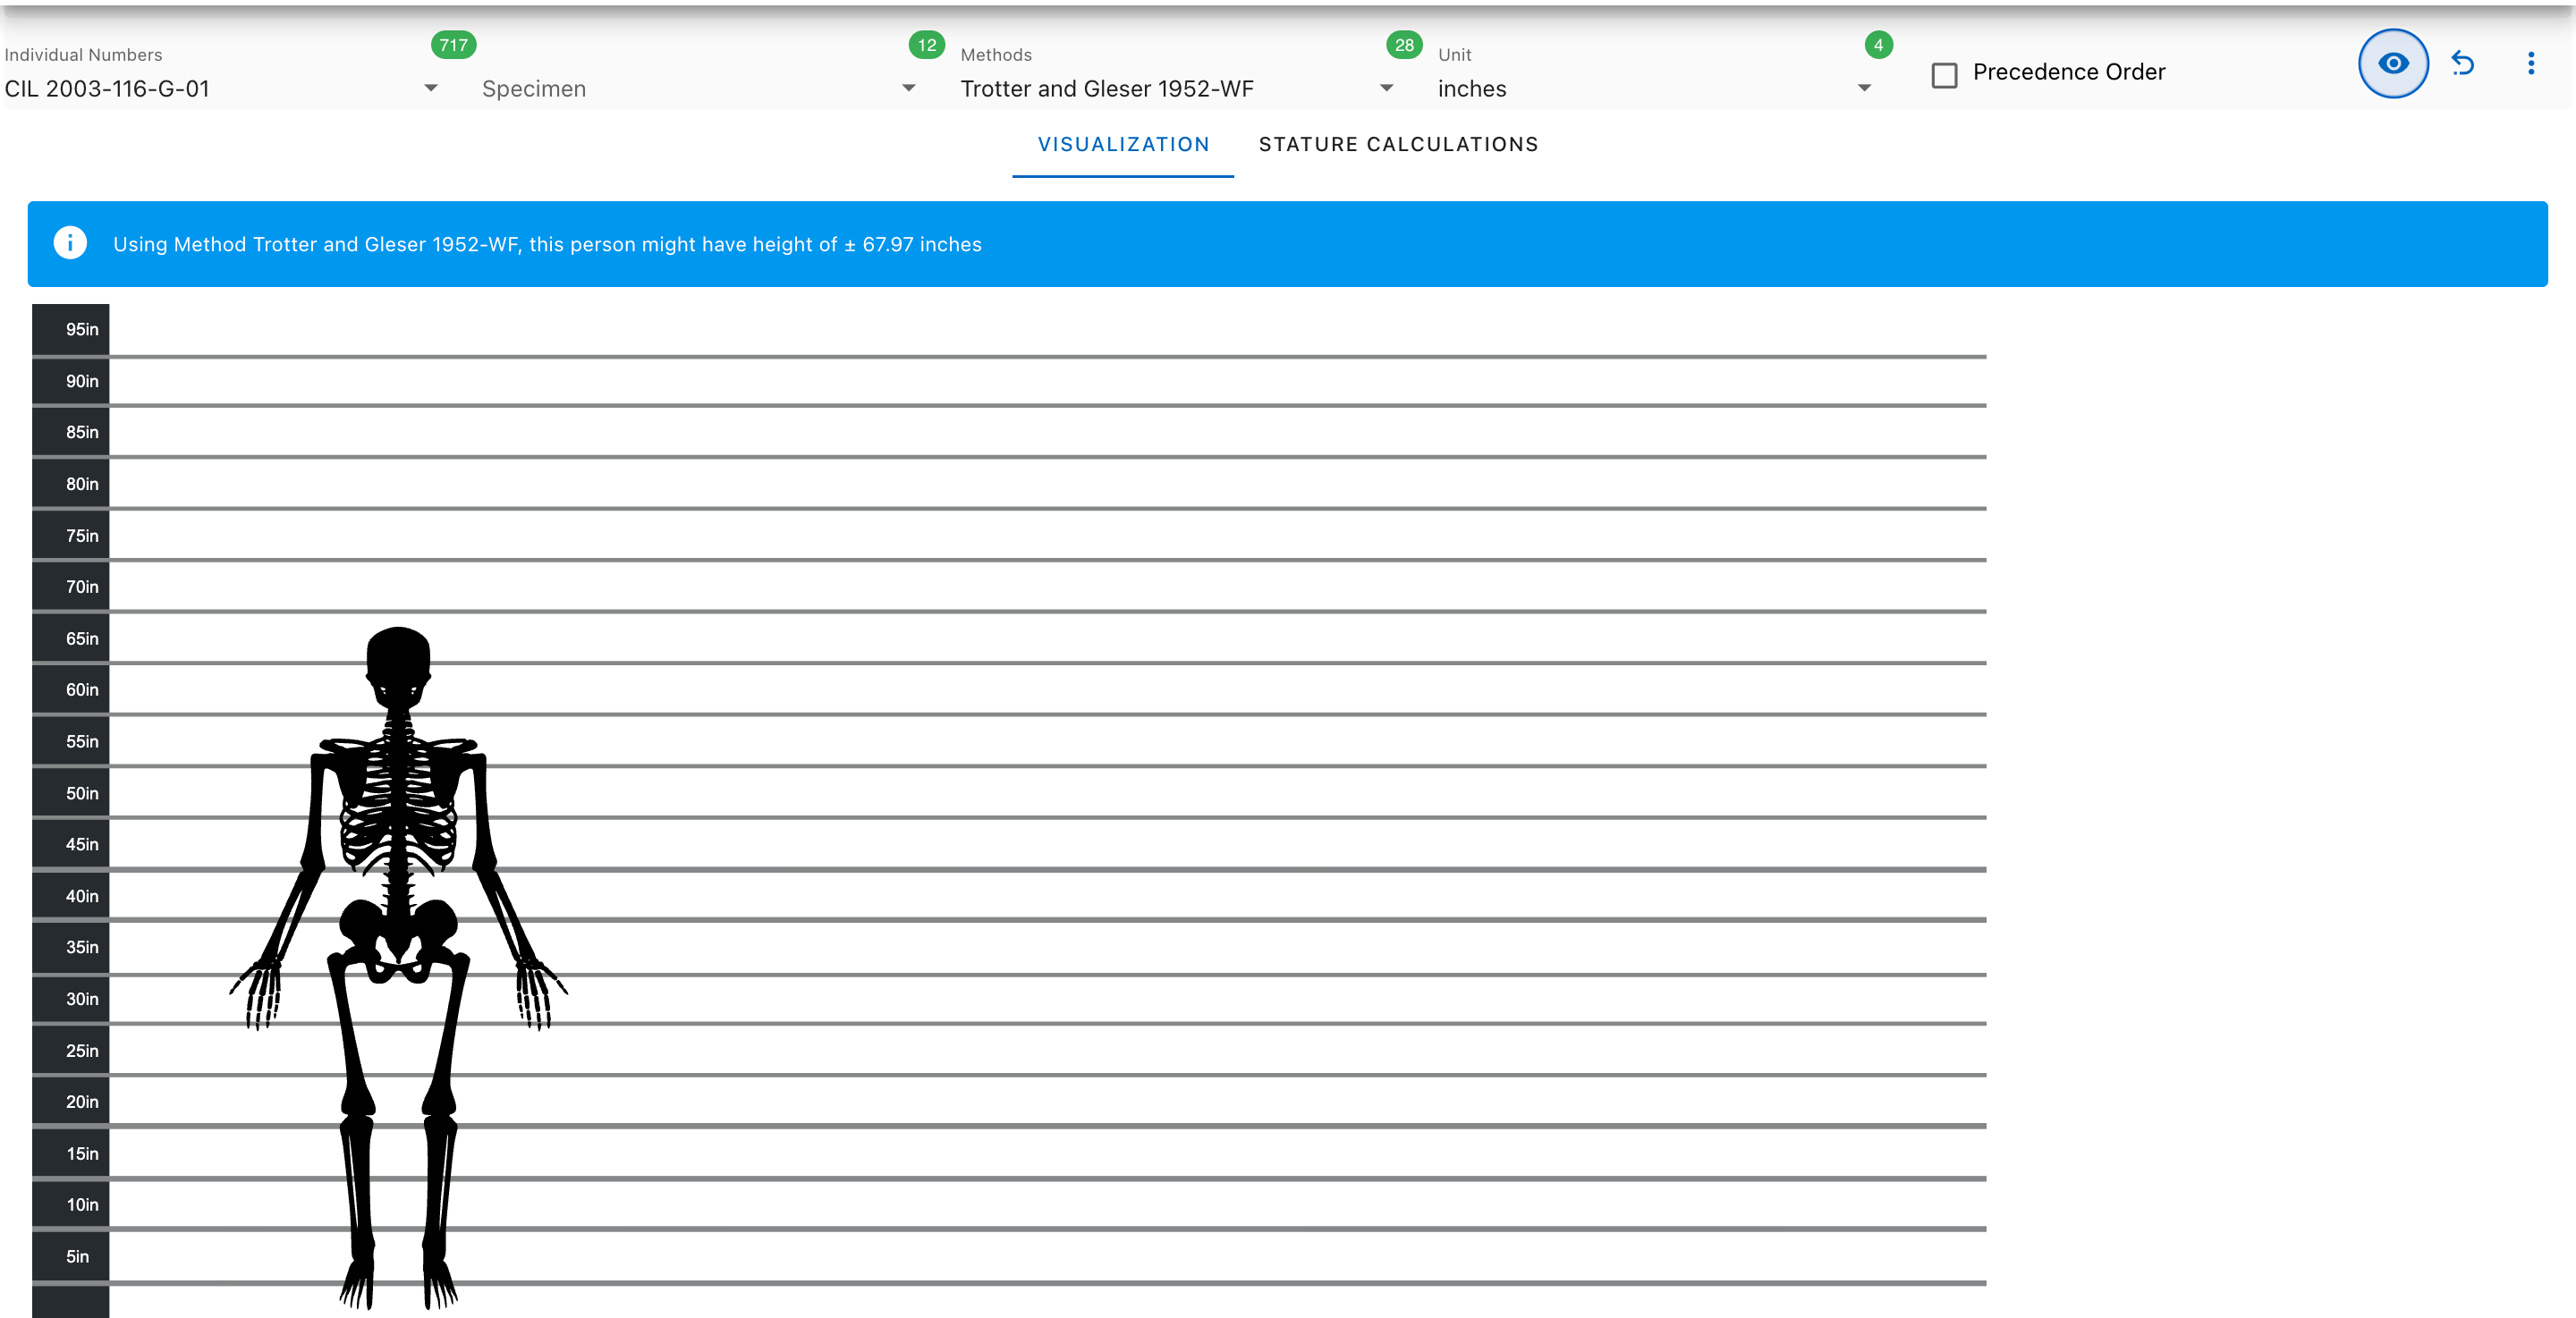 Individual Numbers
717
CIL 2003-116-G-01
Specimen
12
Methods
Trotter and Gleser 1952-WF
28
Unit
inches
4
Precedence Order
VISUALIZATION
STATURE CALCULATIONS
Using Method Trotter and Gleser 1952-WF, this person might have height of ± 67.97 inches
95in
90in
85in
80in
75in
70in
65in
60in
55in
50in
45in
40in
35in
30in
25in
20in
15in
10in
5in